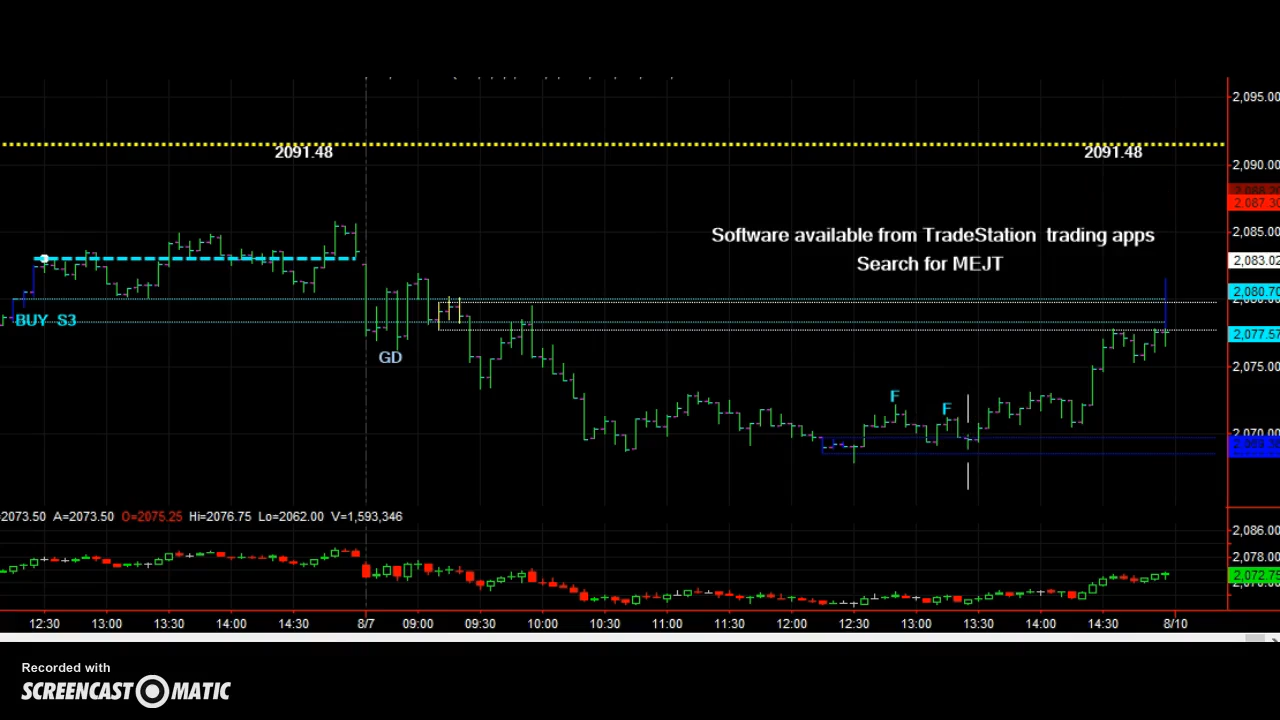 2,095.00
2091.48 2091.48
2,090.00
2,087.30
2,085.00
Software available from TradeStation trading apps
Search for MEJT
2,083.02
2,080.70
BUY S3
2,077.57
GD
2,075.00
F F
2,070.00
=2073.50 A=2073.50 O=2075.25 Hi=2076.75 Lo=2062.00 V=1,593,346
2,086.00
2,078.00
2,072.75
12:30 13:00 13:30 14:00 14:30 8/7 09:00 09:30 10:00 10:30 11:00 11:30 12:00 12:30 13:00 13:30 14:00 14:30 8/10
Recorded with
SCREENCAST MATIC